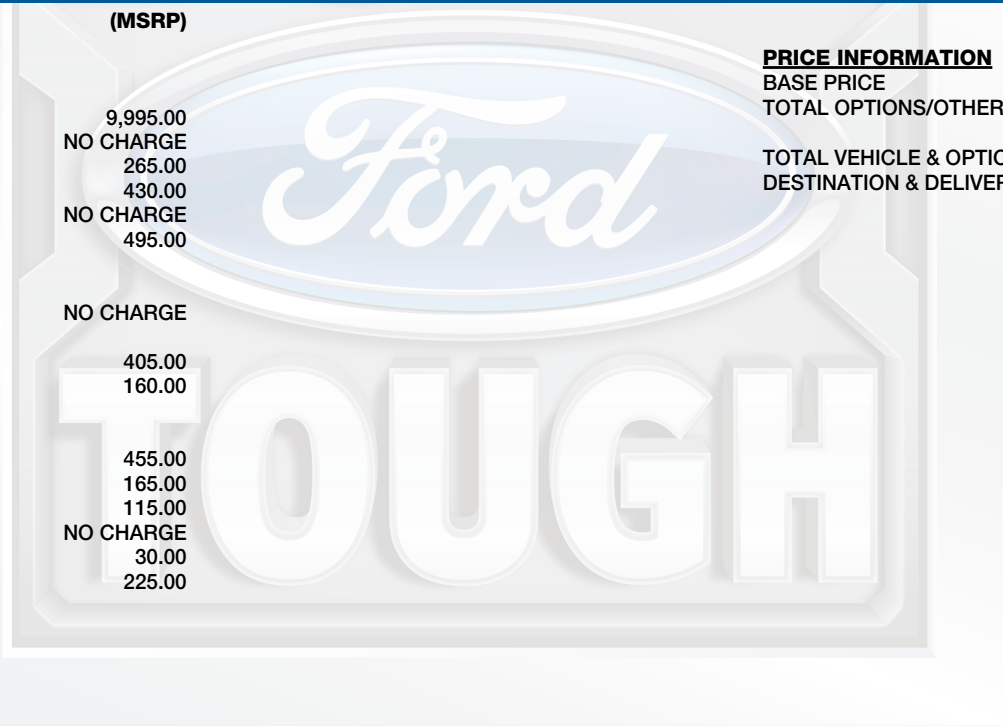 (MSRP)
9,995.00
NO CHARGE
265.00
430.00
NO CHARGE
495.00
NO CHARGE
405.00
160.00
455.00
165.00
115.00
NO CHARGE
30.00
225.00
PRICE INFORMATION
BASE PRICE
TOTAL OPTIONS/OTHER
TOTAL VEHICLE & OPTIO
DESTINATION & DELIVER
Ford
TOUGH